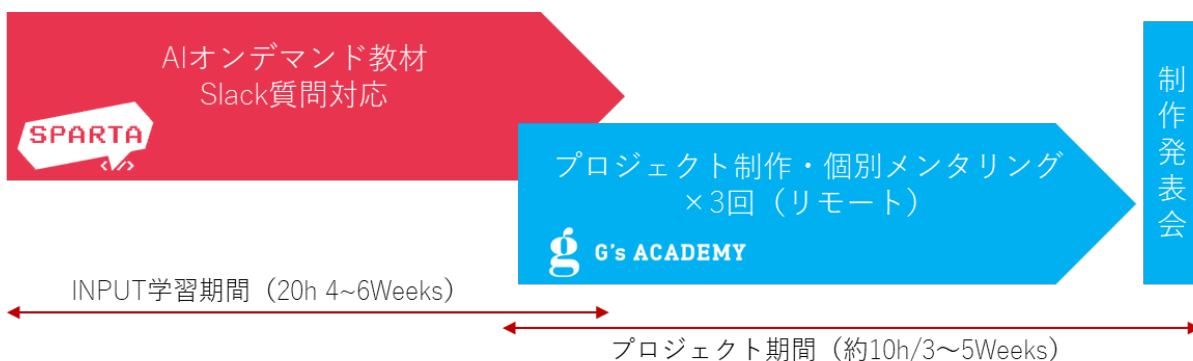 AIオンデマンド教材
Slack質問対応
SPARTA
</>
プロジェクト制作・個別メンタリング
×3回（リモート）
g G's ACADEMY
制作発表会
INPUT学習期間（20h 4~6Weeks）
プロジェクト期間（約10h/3～5Weeks）